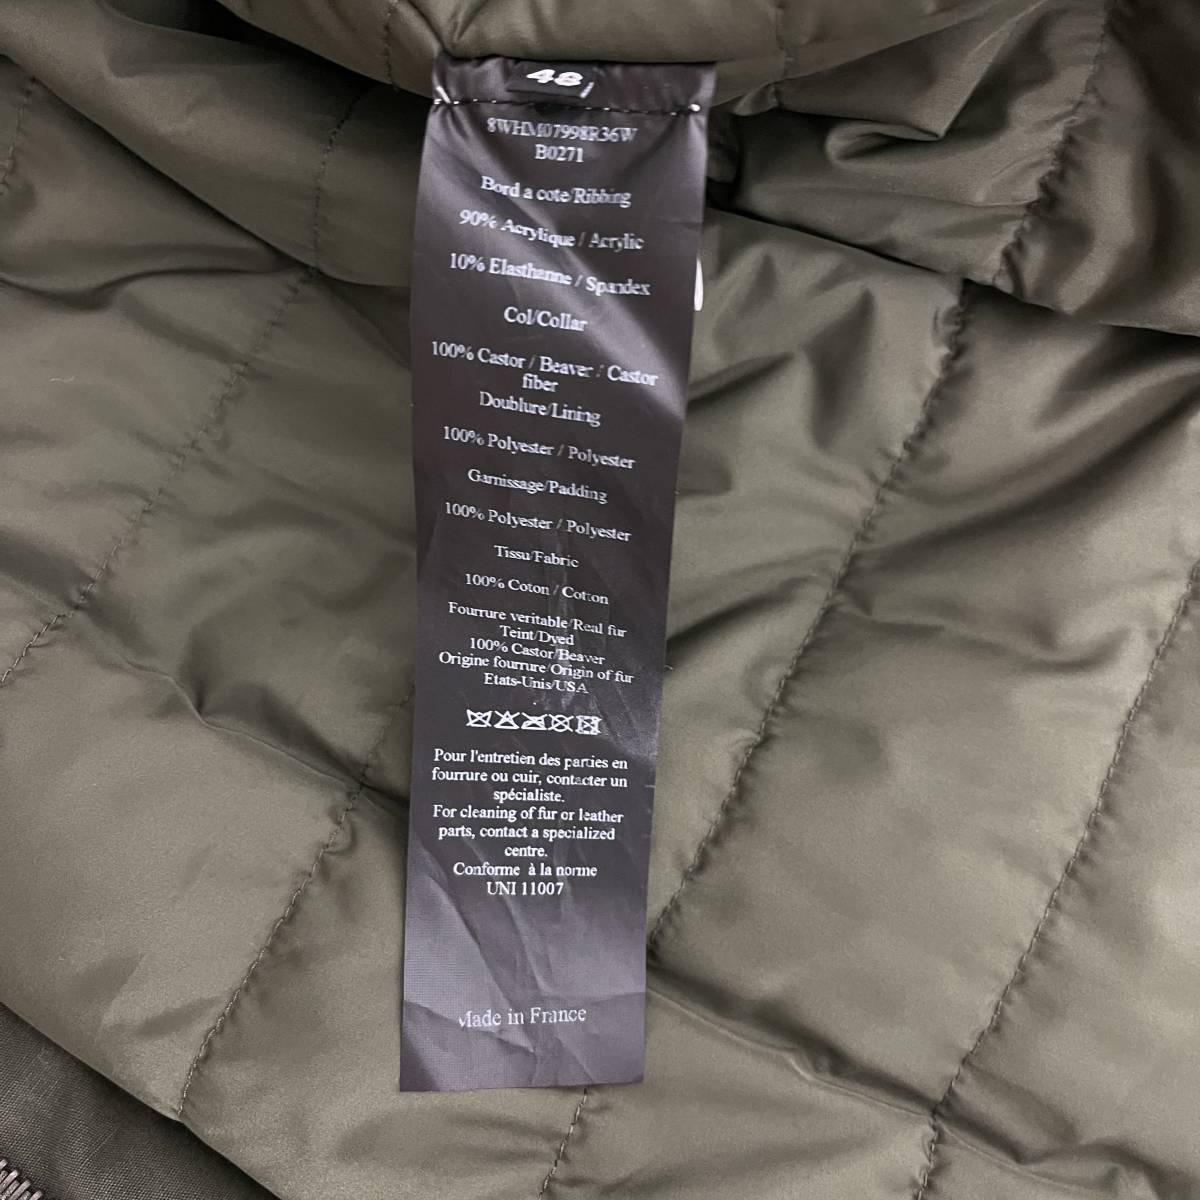 48
8WHM07998R36W
B0271
Bord a cote/Ribbing
90% Acrylique / Acrylic
10% Elasthanne / Spandex
Col/Collar
100% Castor / Beaver / Castor
fiber
Doublure/Lining
100% Polyester / Polyester
Garnissage/Padding
100% Polyester / Polyester
Tissu/Fabric
100% Coton / Cotton
Fourrure veritable/Real fur
Teint/Dyed
100% Castor/Beaver
Origine fourrure/Origin of fur
Etats-Unis/USA
Pour l'entretien des parties en
fourrure ou cuir, contacter un
spécialiste.
For cleaning of fur or leather
parts, contact a specialized
centre.
Conforme à la norme
UNI 11007
Made in France